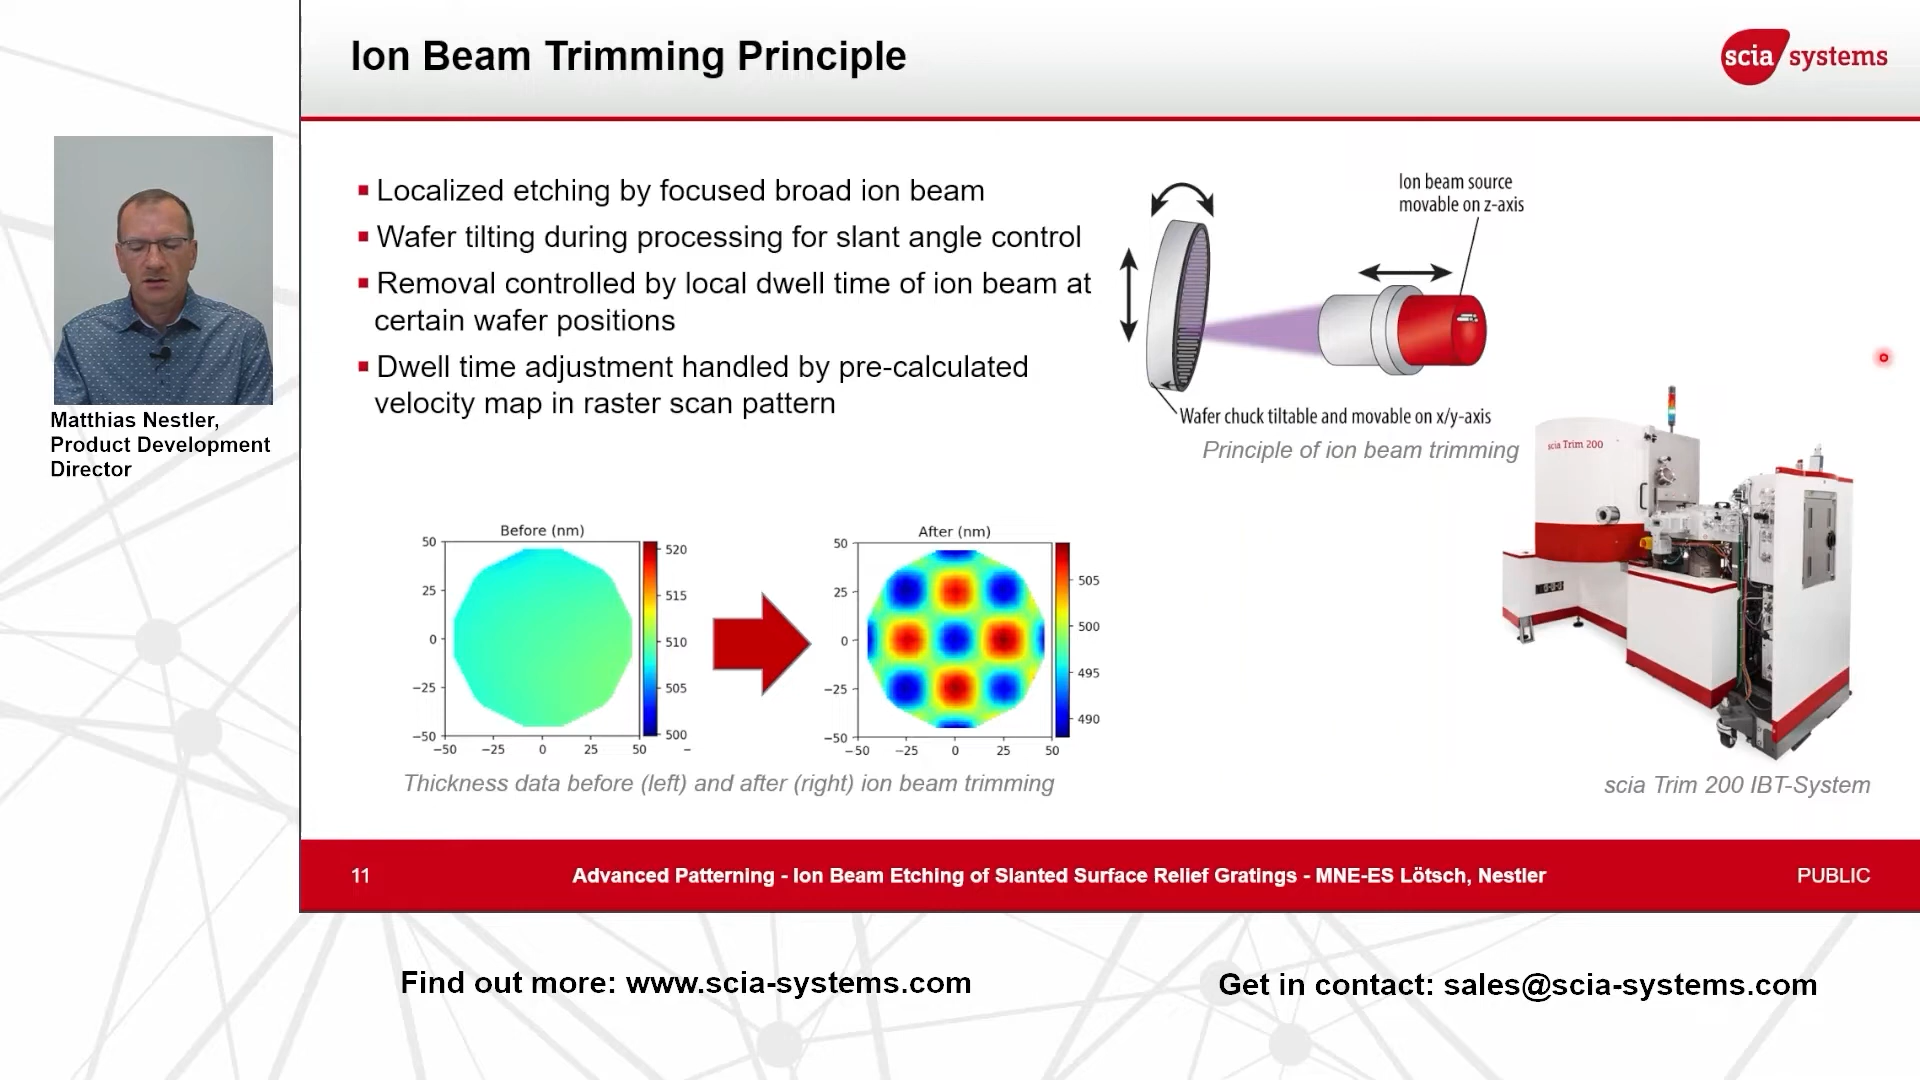 Ion Beam Trimming Principle
scia systems
Localized etching by focused broad ion beam
Wafer tilting during processing for slant angle control
Removal controlled by local dwell time of ion beam at
certain wafer positions
Dwell time adjustment handled by pre-calculated
velocity map in raster scan pattern
Ion beam source
movable on z-axis
Wafer chuck tiltable and movable on x/y-axis
Principle of ion beam trimming
Matthias Nestler,
Product Development
Director
scia Trim 200
Before (nm)
50
25
0
−25
−50
−50 −25 0 25 50
520
515
510
505
500
−
After (nm)
50
25
0
−25
−50
−50 −25 0 25 50
505
500
495
490
Thickness data before (left) and after (right) ion beam trimming
scia Trim 200 IBT-System
11 Advanced Patterning - Ion Beam Etching of Slanted Surface Relief Gratings - MNE-ES Lötsch, Nestler PUBLIC
Find out more: www.scia-systems.com
Get in contact: sales@scia-systems.com